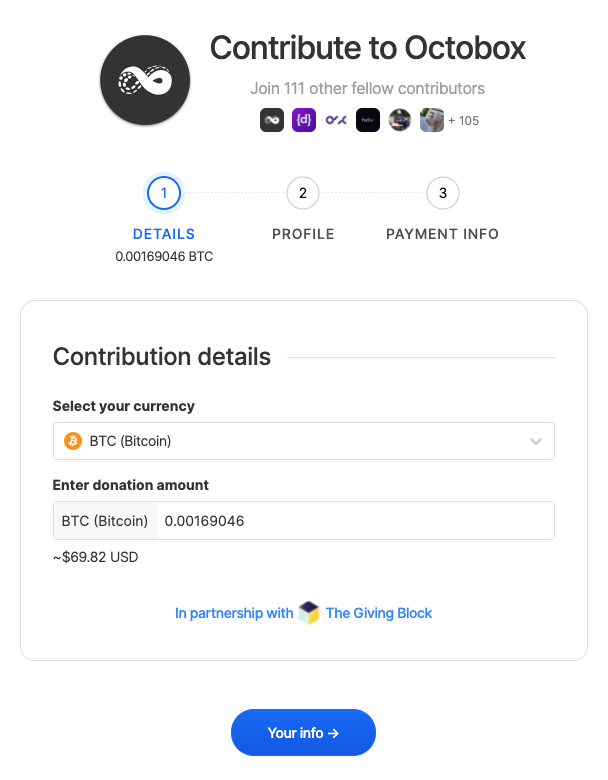 Contribute to Octobox
Join 111 other fellow contributors
{d}
+ 105
1
2
3
DETAILS
PROFILE
PAYMENT INFO
0.00169046 BTC
Contribution details
Select your currency
BTC (Bitcoin)
Enter donation amount
BTC (Bitcoin) 0.00169046
~$69.82 USD
In partnership with The Giving Block
Your info →